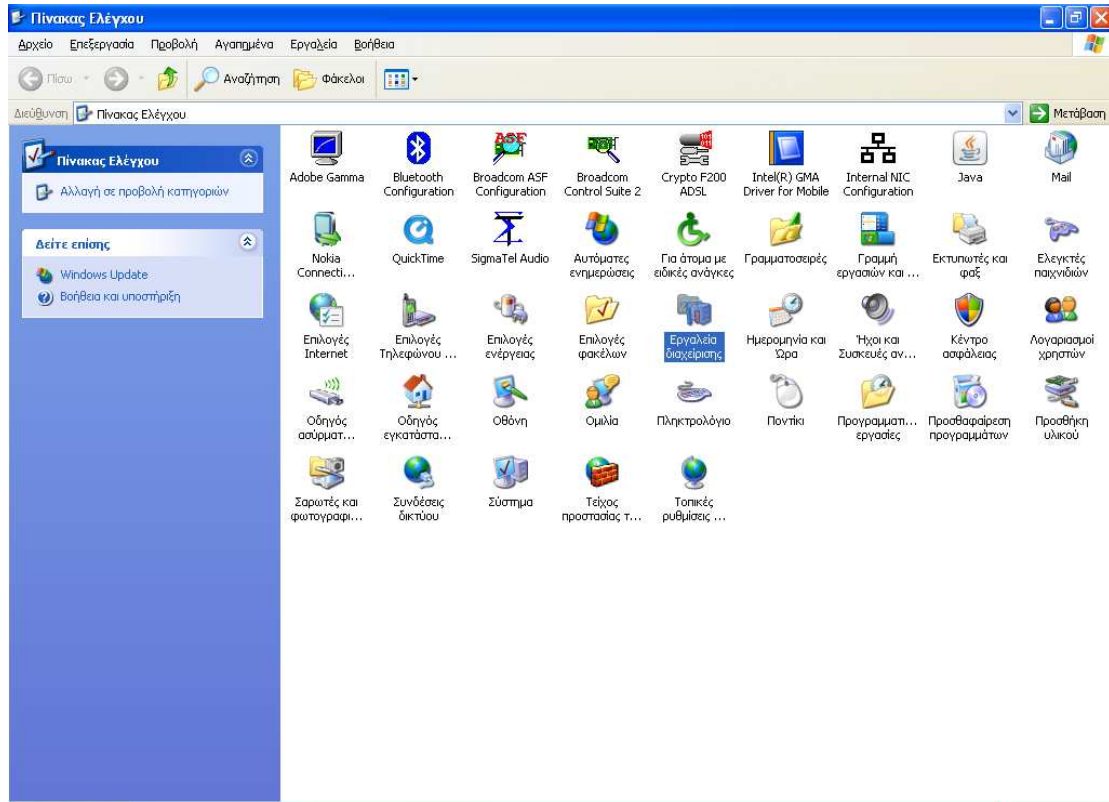 Πίνακας Ελέγχου
Αρχείο Επεξεργασία Προβολή Αγαπημένα Εργαλεία Βοήθεια
Πίσω Αναζήτηση Φάκελοι
Διεύθυνση Πίνακας Ελέγχου Μετάβαση
Πίνακας Ελέγχου
Αλλαγή σε προβολή κατηγοριών
Δείτε επίσης
Windows Update
Βοήθεια και υποστήριξη
Adobe Gamma
Bluetooth
Configuration
Broadcom ASF
Configuration
Broadcom
Control Suite 2
Crypto F200
ADSL
Intel(R) GMA
Driver for Mobile
Internal NIC
Configuration
Java
Mail
Nokia
Connecti...
QuickTime
SigmaTel Audio
Αυτόματες
ενημερώσεις
Για άτομα με
ειδικές ανάγκες
Γραμματοσειρές
Γραμμή
εργασιών και ...
Εκτυπωτές και
φαξ
Ελεγκτές
παιχνιδιών
Επιλογές
Internet
Επιλογές
Τηλεφώνου ...
Επιλογές
ενέργειας
Επιλογές
φακέλων
Εργαλεία
διαχείρισης
Ημερομηνία και
Ώρα
Ήχοι και
Συσκευές αν...
Κέντρο
ασφάλειας
Λογαριασμοί
χρηστών
Οδηγός
ασύρματ...
Οδηγός
εγκατάστα...
Οθόνη
Ομιλία
Πληκτρολόγιο
Ποντίκι
Προγραμματι...
εργασίες
Προσθαφαίρεση
προγραμμάτων
Προσθήκη
υλικού
Σαρωτές και
φωτογραφι...
Συνδέσεις
δικτύου
Σύστημα
Τείχος
προστασίας τ...
Τοπικές
ρυθμίσεις ...